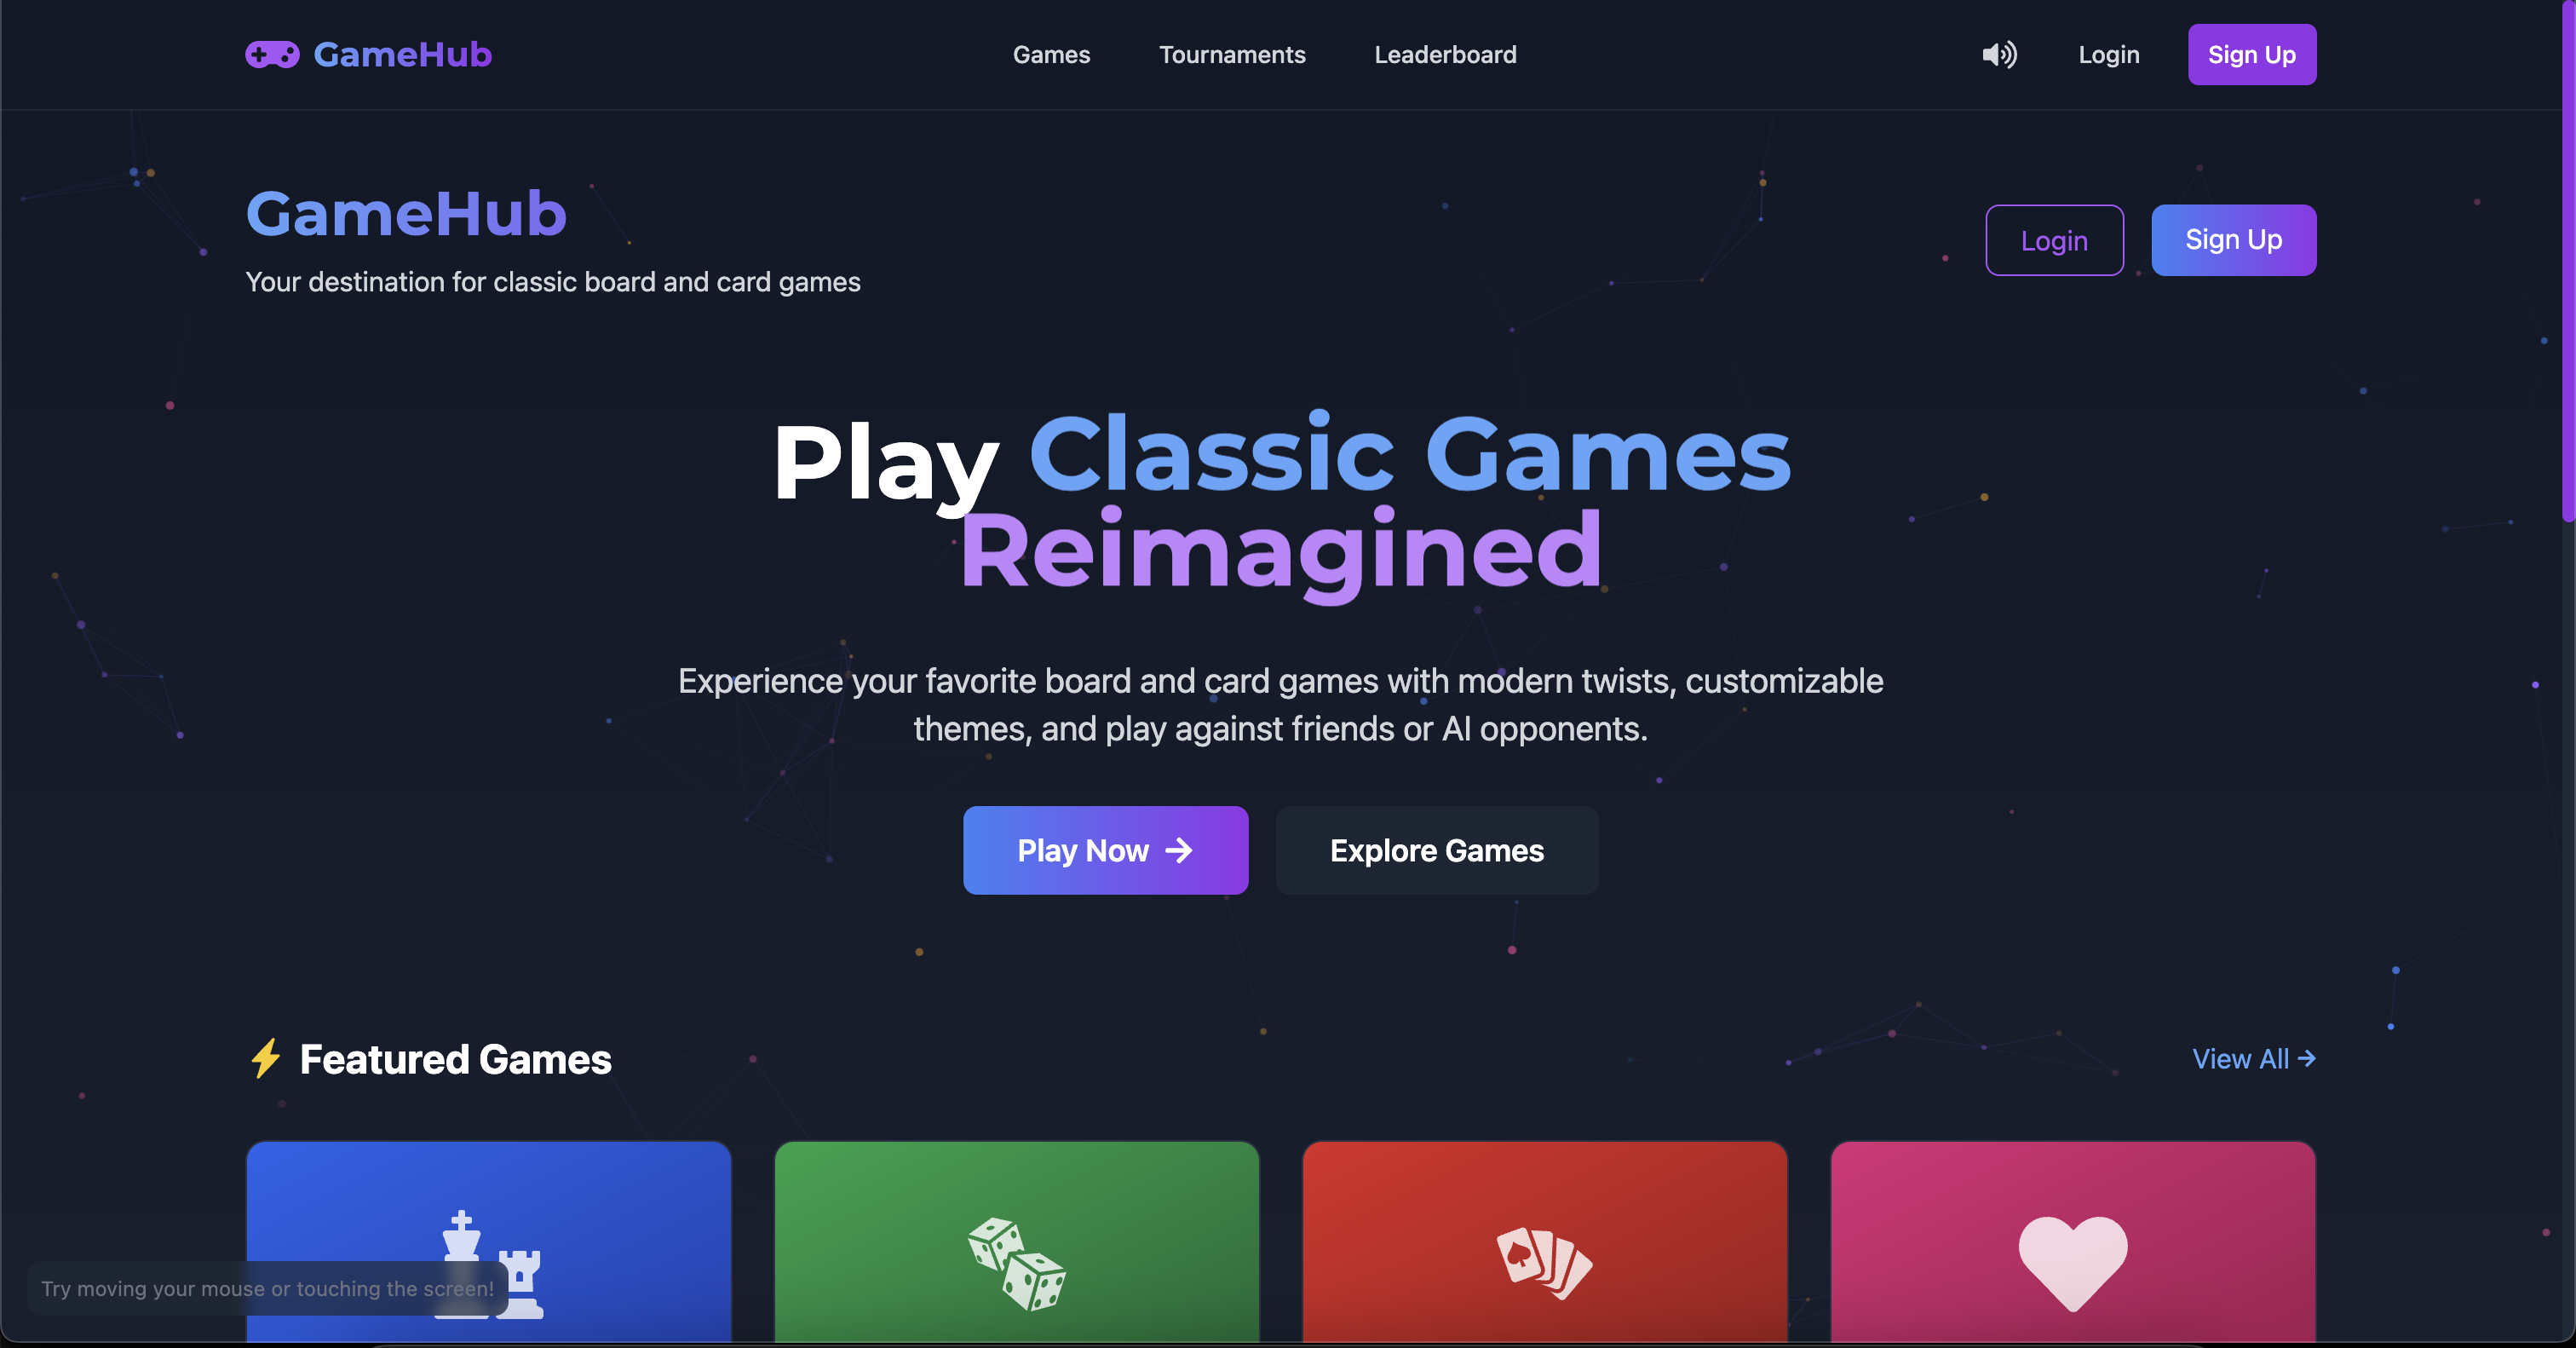 GameHub
Games
Tournaments
Leaderboard
Login
Sign Up
GameHub
Your destination for classic board and card games
Login
Sign Up
Play Classic Games
Reimagined
Experience your favorite board and card games with modern twists, customizable
themes, and play against friends or AI opponents.
Play Now →
Explore Games
⚡ Featured Games
View All →
Try moving your mouse or touching the screen!